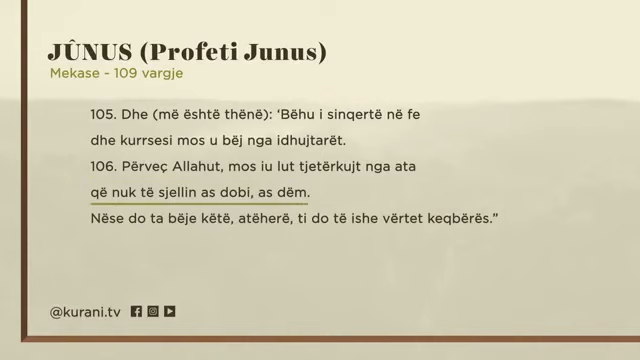 JÛNUS (Profeti Junus)
Mekase - 109 vargje
105. Dhe (më është thënë): ‘Bëhu i sinqertë në fe
dhe kurrsesi mos u bëj nga idhujtarët.
106. Përveç Allahut, mos iu lut tjetërkujt nga ata
që nuk të sjellin as dobi, as dëm.
Nëse do ta bëje këtë, atëherë, ti do të ishe vërtet keqbërës.”
@kurani.tv